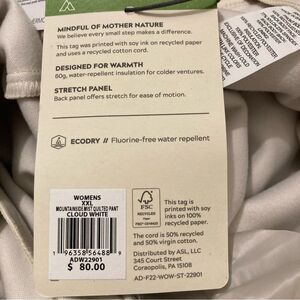 MINDFUL OF MOTHER NATURE
We believe every small step makes a difference.
This tag was printed with soy ink on recycled paper
and uses a recycled cotton cord.
DESIGNED FOR WARMTH
60g, water-repellent insulation for colder ventures.
STRETCH PANEL
Back panel offers stretch for ease of motion.
ECODRY // Fluorine-free water repellent
WOMENS
XXL
MOUNTAINSIDE MIST QUILTED PANT
CLOUD WHITE
1 96358 56488 9
ADW22901
$ 80.00
FSC
RECYCLED
Paper
This tag is
printed with soy
inks on 100%
recycled paper.
The cord is 50% recycled
and 50% virgin cotton.
Distributed by ASL, LLC
345 Court Street
Coraopolis, PA 15108
AD-F22-WOW-ST-22901